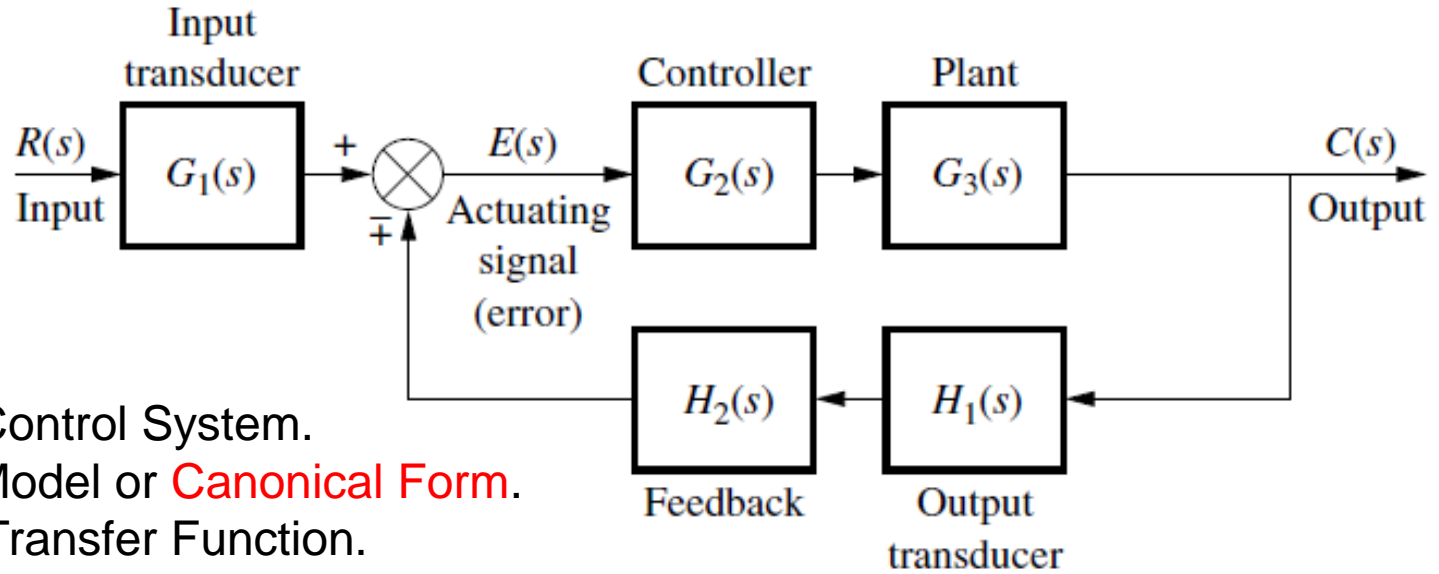 Input
transducer
Controller
Plant
R(s)
Input
G₁(s)
+
∓
E(s)
Actuating
signal
(error)
G₂(s)
G₃(s)
C(s)
Output
H₂(s)
H₁(s)
Feedback
Output
transducer
Control System.
Model or Canonical Form.
Transfer Function.